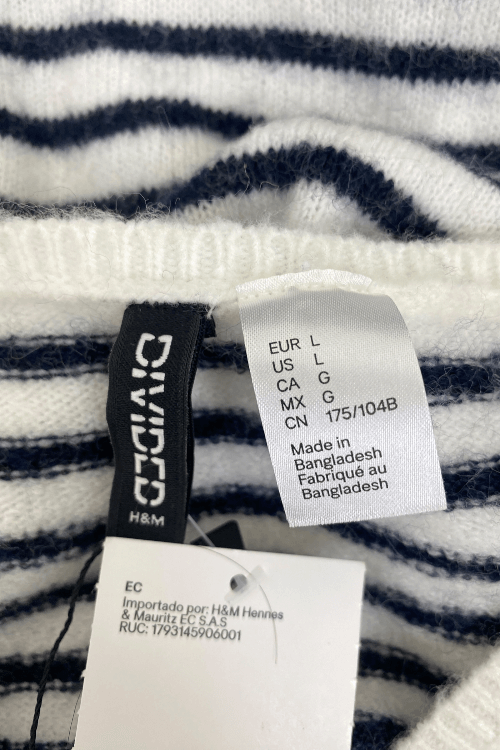 DIVIDED
H&M
EUR L
US L
CA G
MX G
CN 175/104B
Made in
Bangladesh
Fabriqué au
Bangladesh
EC
Importado por: H&M Hennes
& Mauritz EC S.A.S
RUC: 1793145906001